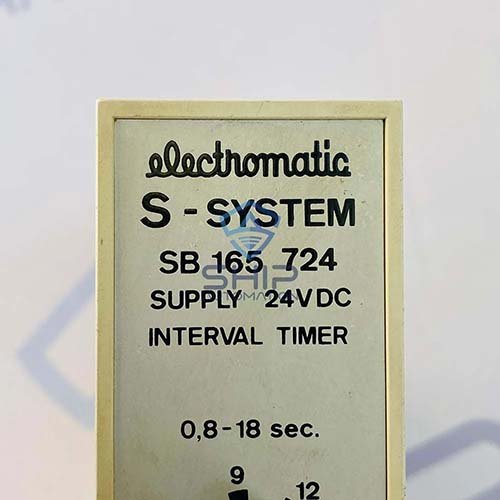 electromatic
S-SYSTEM
SB 165 724
SUPPLY 24VDC
INTERVAL TIMER
0,8-18 sec.
9
12
SHIP